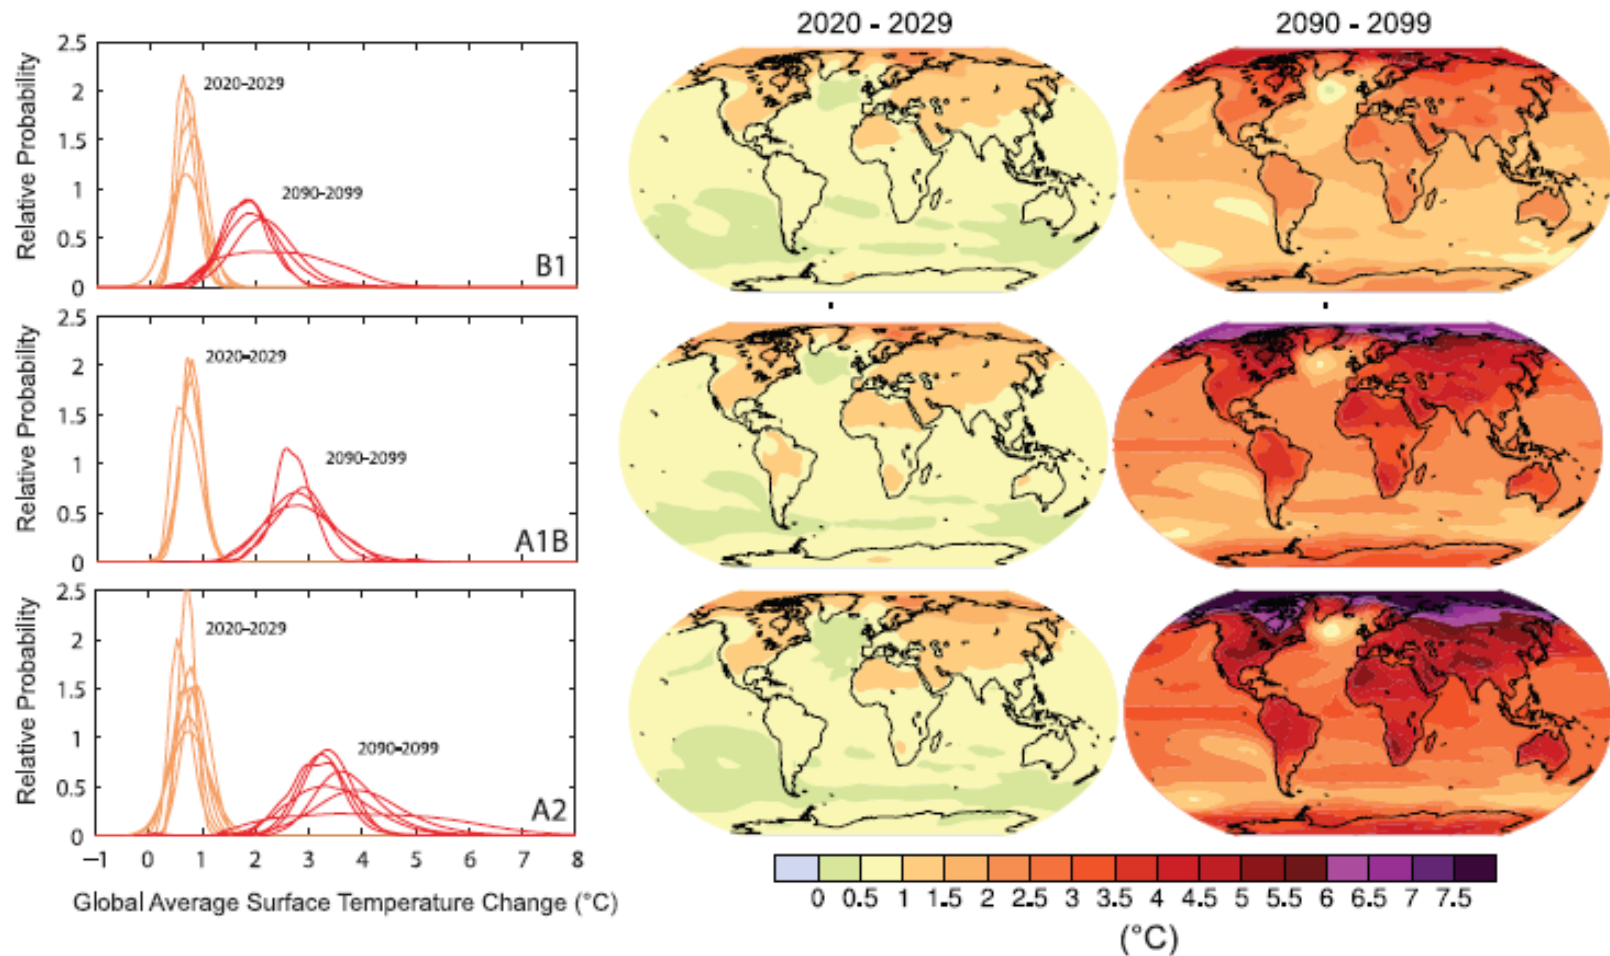 2020 - 2029
2090 - 2099
Relative Probability
2.5
2
1.5
1
0.5
0
2020-2029
2090-2099
B1
Relative Probability
2.5
2
1.5
1
0.5
0
2020-2029
2090-2099
A1B
Relative Probability
2.5
2
1.5
1
0.5
0
2020-2029
2090-2099
A2
−1 0 1 2 3 4 5 6 7 8
Global Average Surface Temperature Change (°C)
0 0.5 1 1.5 2 2.5 3 3.5 4 4.5 5 5.5 6 6.5 7 7.5
(°C)